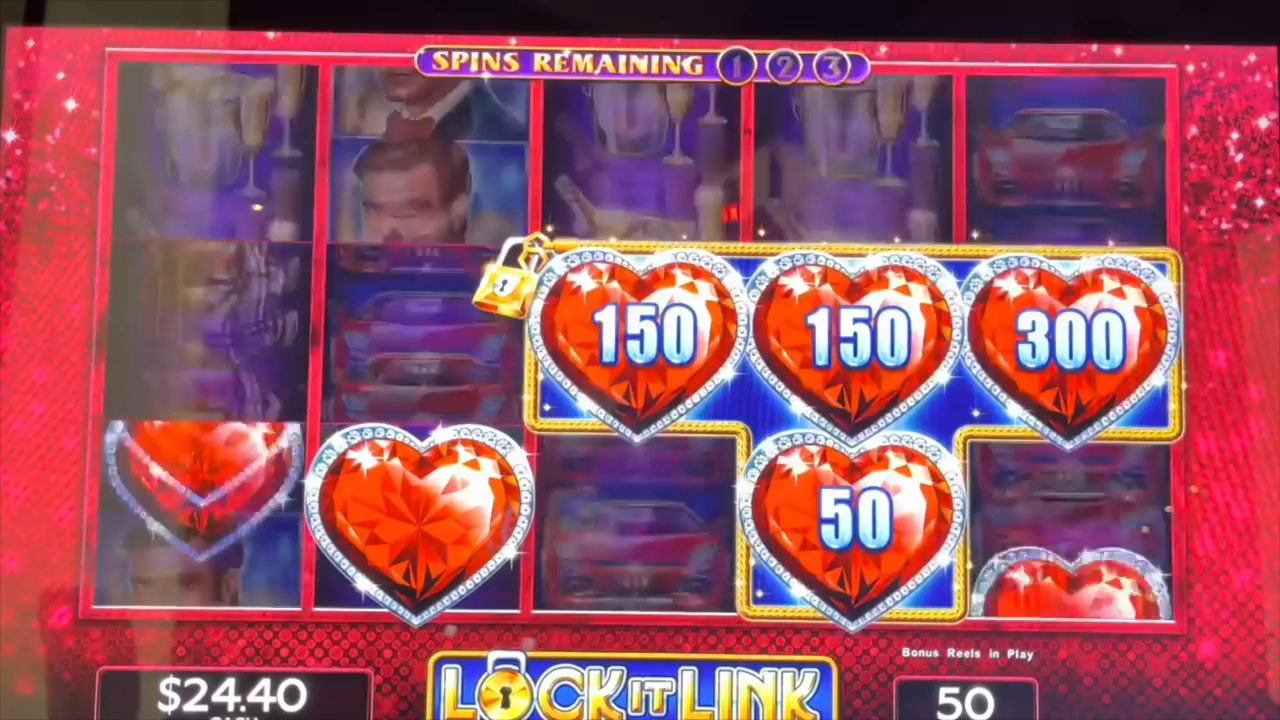 SPINS REMAINING 1 2 3
150 150 300
50
Bonus Reels in Play
$24.40
CASH
LOCK IT LINK
50